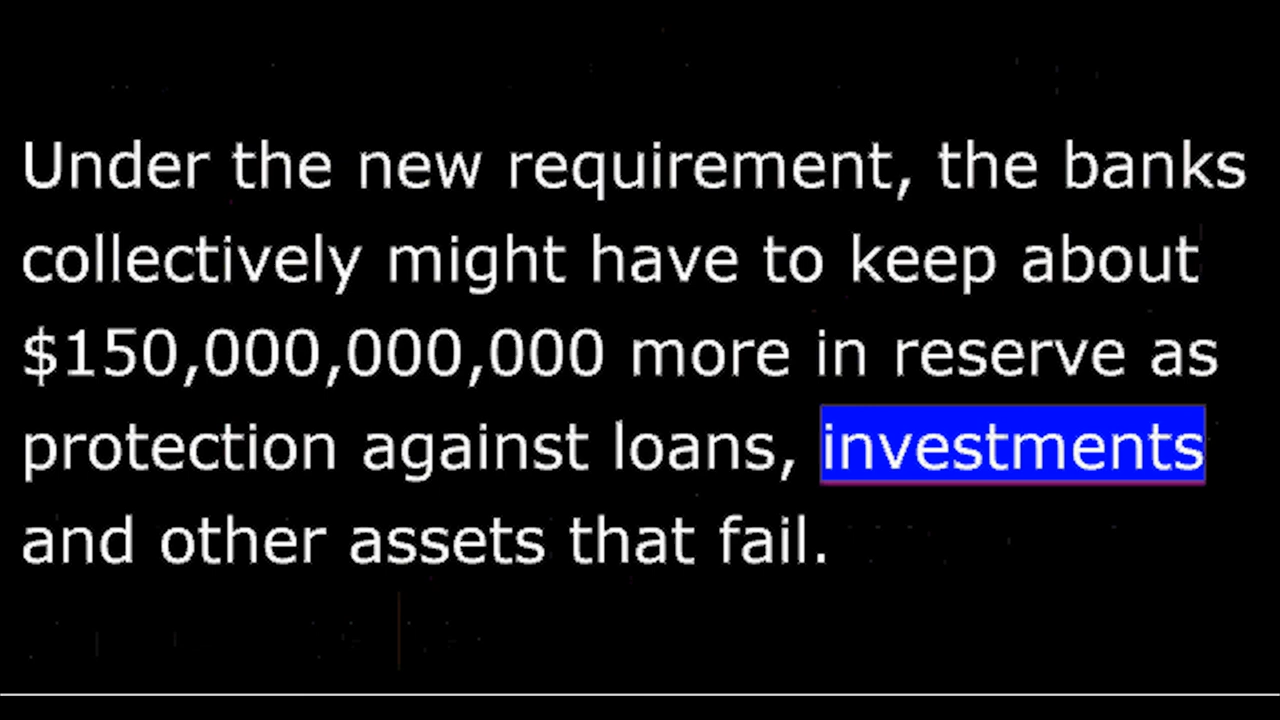 Under the new requirement, the banks
collectively might have to keep about
$150,000,000,000 more in reserve as
protection against loans, investments
and other assets that fail.